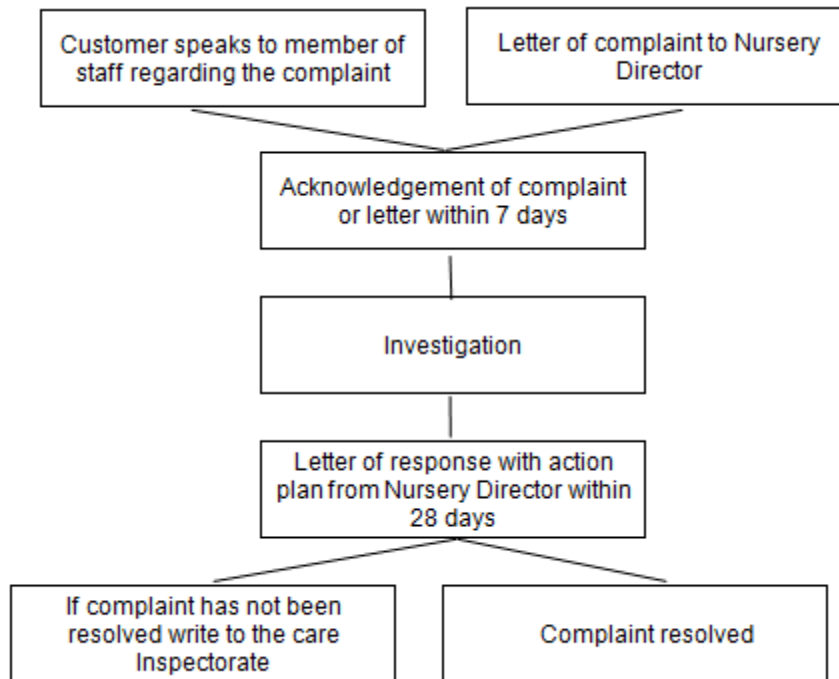 Customer speaks to member of
staff regarding the complaint
Letter of complaint to Nursery
Director
Acknowledgement of complaint
or letter within 7 days
Investigation
Letter of response with action
plan from Nursery Director within
28 days
If complaint has not been
resolved write to the care
Inspectorate
Complaint resolved